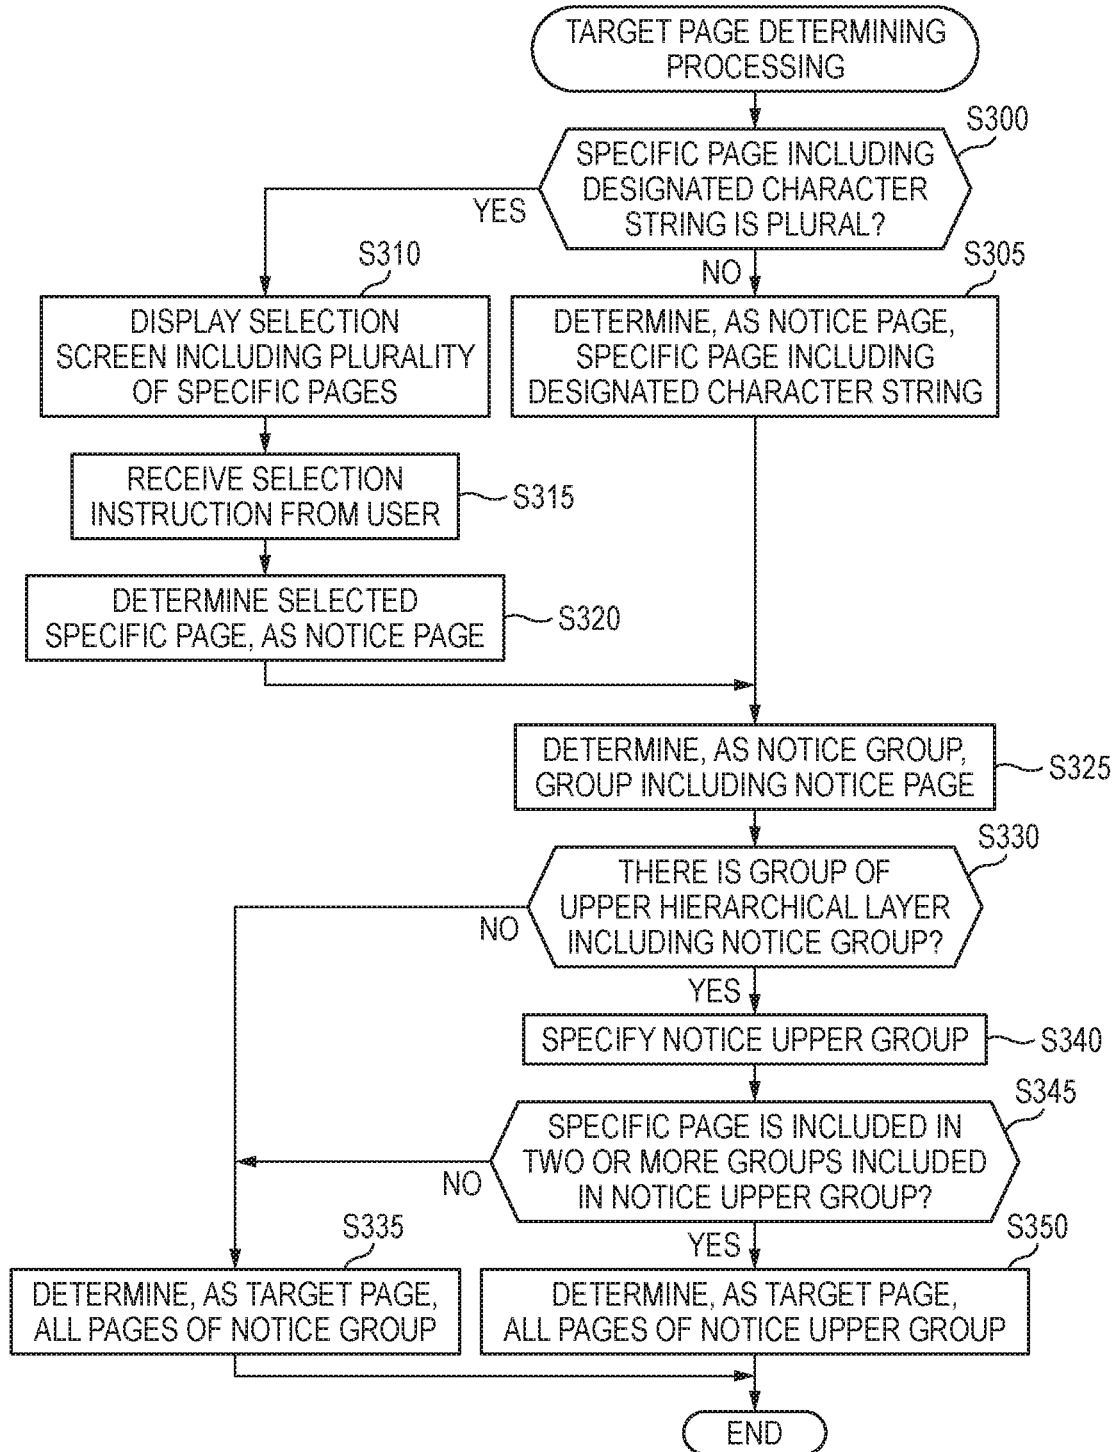 TARGET PAGE DETERMINING
PROCESSING
S300
SPECIFIC PAGE INCLUDING
DESIGNATED CHARACTER
STRING IS PLURAL?
YES
NO
S310
DISPLAY SELECTION
SCREEN INCLUDING PLURALITY
OF SPECIFIC PAGES
S305
DETERMINE, AS NOTICE PAGE,
SPECIFIC PAGE INCLUDING
DESIGNATED CHARACTER STRING
RECEIVE SELECTION
INSTRUCTION FROM USER
S315
DETERMINE SELECTED
SPECIFIC PAGE, AS NOTICE PAGE
S320
DETERMINE, AS NOTICE GROUP,
GROUP INCLUDING NOTICE PAGE
S325
S330
THERE IS GROUP OF
UPPER HIERARCHICAL LAYER
INCLUDING NOTICE GROUP?
NO
YES
SPECIFY NOTICE UPPER GROUP
S340
S345
SPECIFIC PAGE IS INCLUDED IN
TWO OR MORE GROUPS INCLUDED
IN NOTICE UPPER GROUP?
NO
YES
S335
DETERMINE, AS TARGET PAGE,
ALL PAGES OF NOTICE GROUP
S350
DETERMINE, AS TARGET PAGE,
ALL PAGES OF NOTICE UPPER GROUP
END